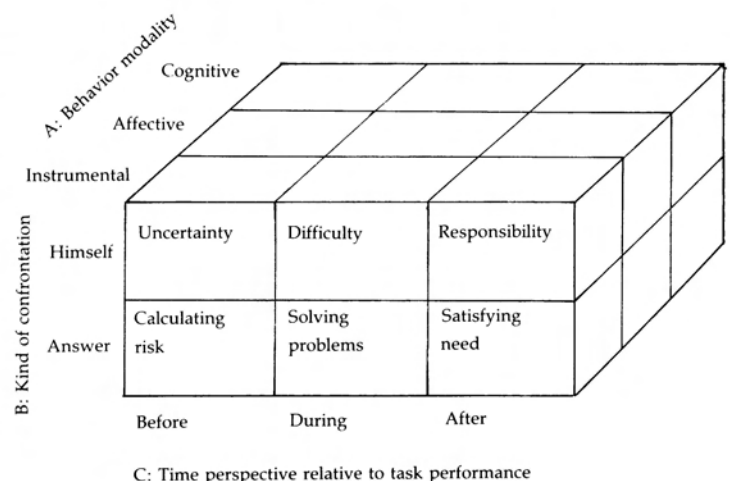 A: Behavior modality
Cognitive
Affective
Instrumental
B: Kind of confrontation
Himself
Uncertainty
Difficulty
Responsibility
Answer
Calculating
risk
Solving
problems
Satisfying
need
Before
During
After
C: Time perspective relative to task performance